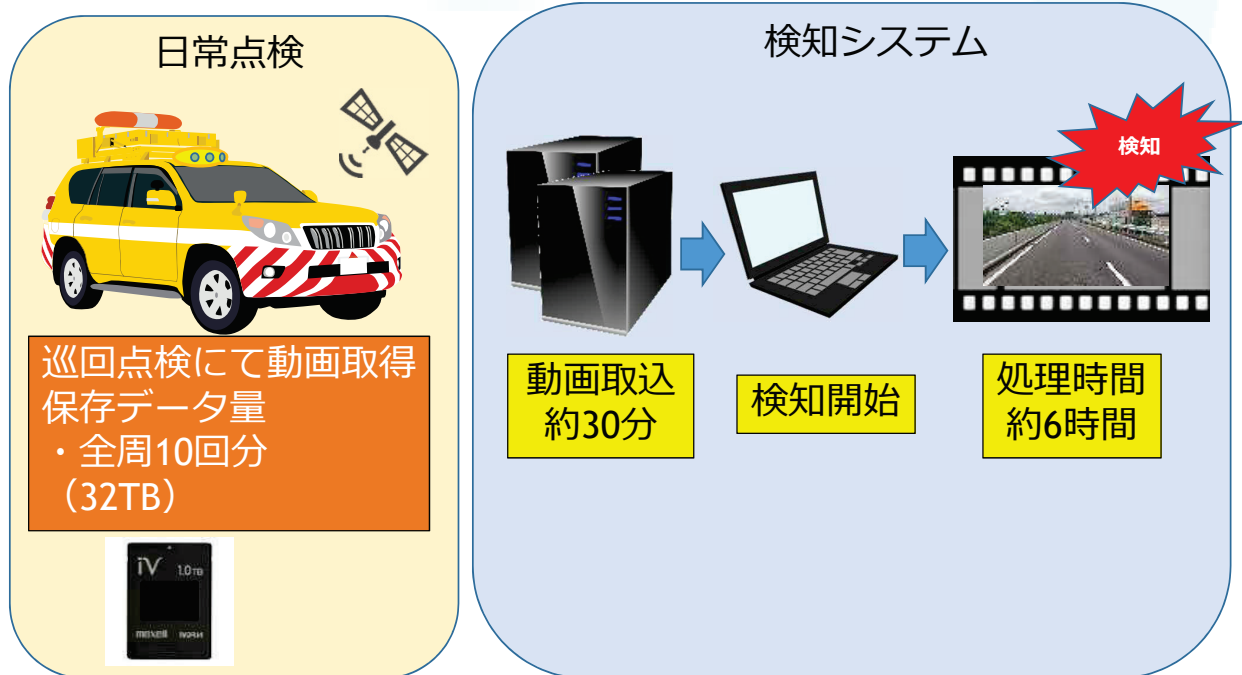 日常点検
巡回点検にて動画取得
保存データ量
・全周10回分
（32TB）
iV 1.0TB
maxell
検知システム
検知
動画取込
約30分
検知開始
処理時間
約6時間